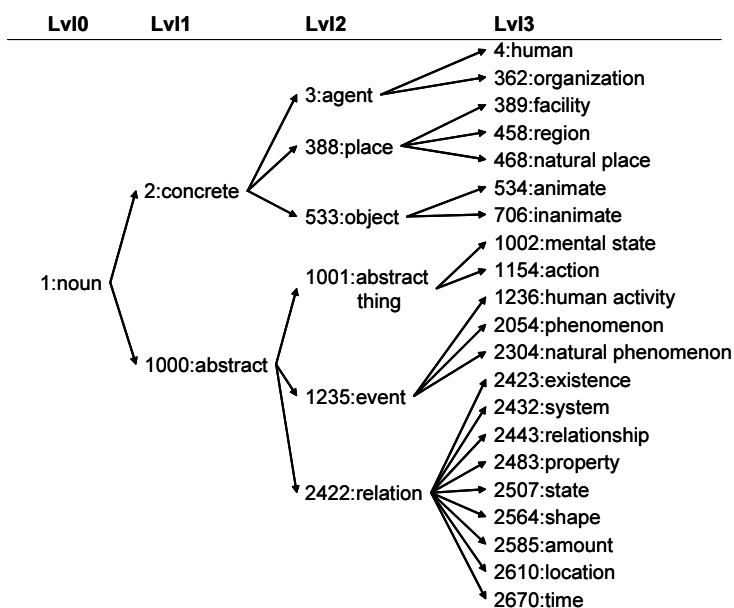 Lvl0 Lvl1 Lvl2 Lvl3
4:human
362:organization
3:agent
389:facility
458:region
388:place
468:natural place
534:animate
2:concrete
706:inanimate
533:object
1002:mental state
1154:action
1001:abstract
thing
1:noun
1236:human activity
2054:phenomenon
2304:natural phenomenon
1000:abstract
2423:existence
1235:event
2432:system
2443:relationship
2483:property
2507:state
2422:relation
2564:shape
2585:amount
2610:location
2670:time